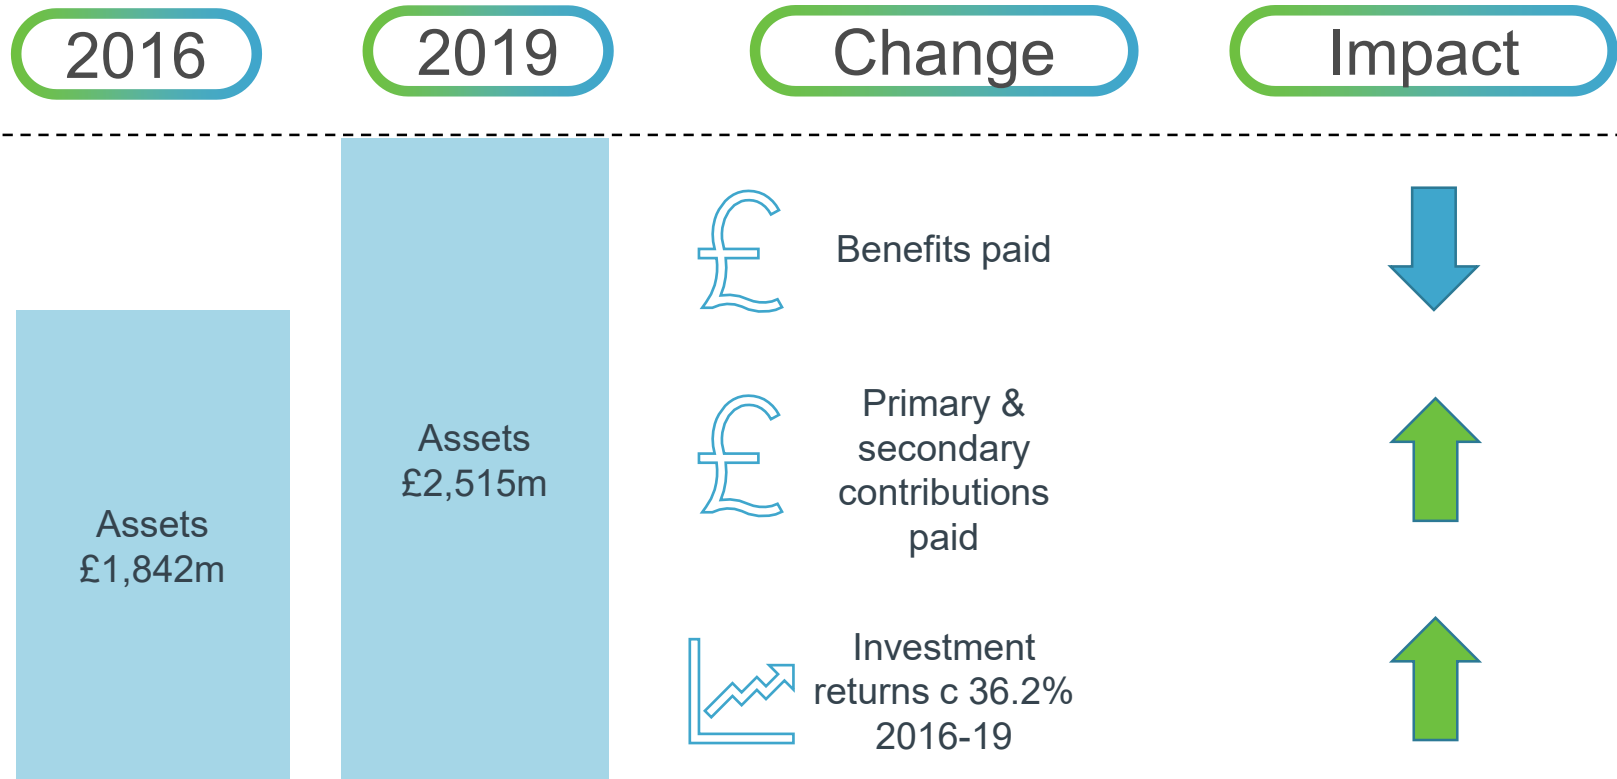 2016
2019
Change
Impact
Assets
£1,842m
Assets
£2,515m
£
Benefits paid
£
Primary &
secondary
contributions
paid
Investment
returns c 36.2%
2016-19